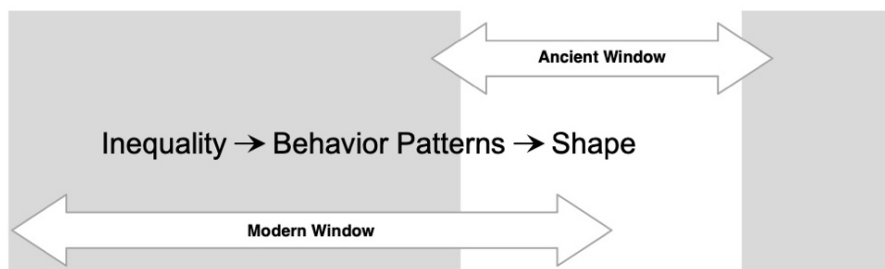 Ancient Window
Inequality → Behavior Patterns → Shape
Modern Window